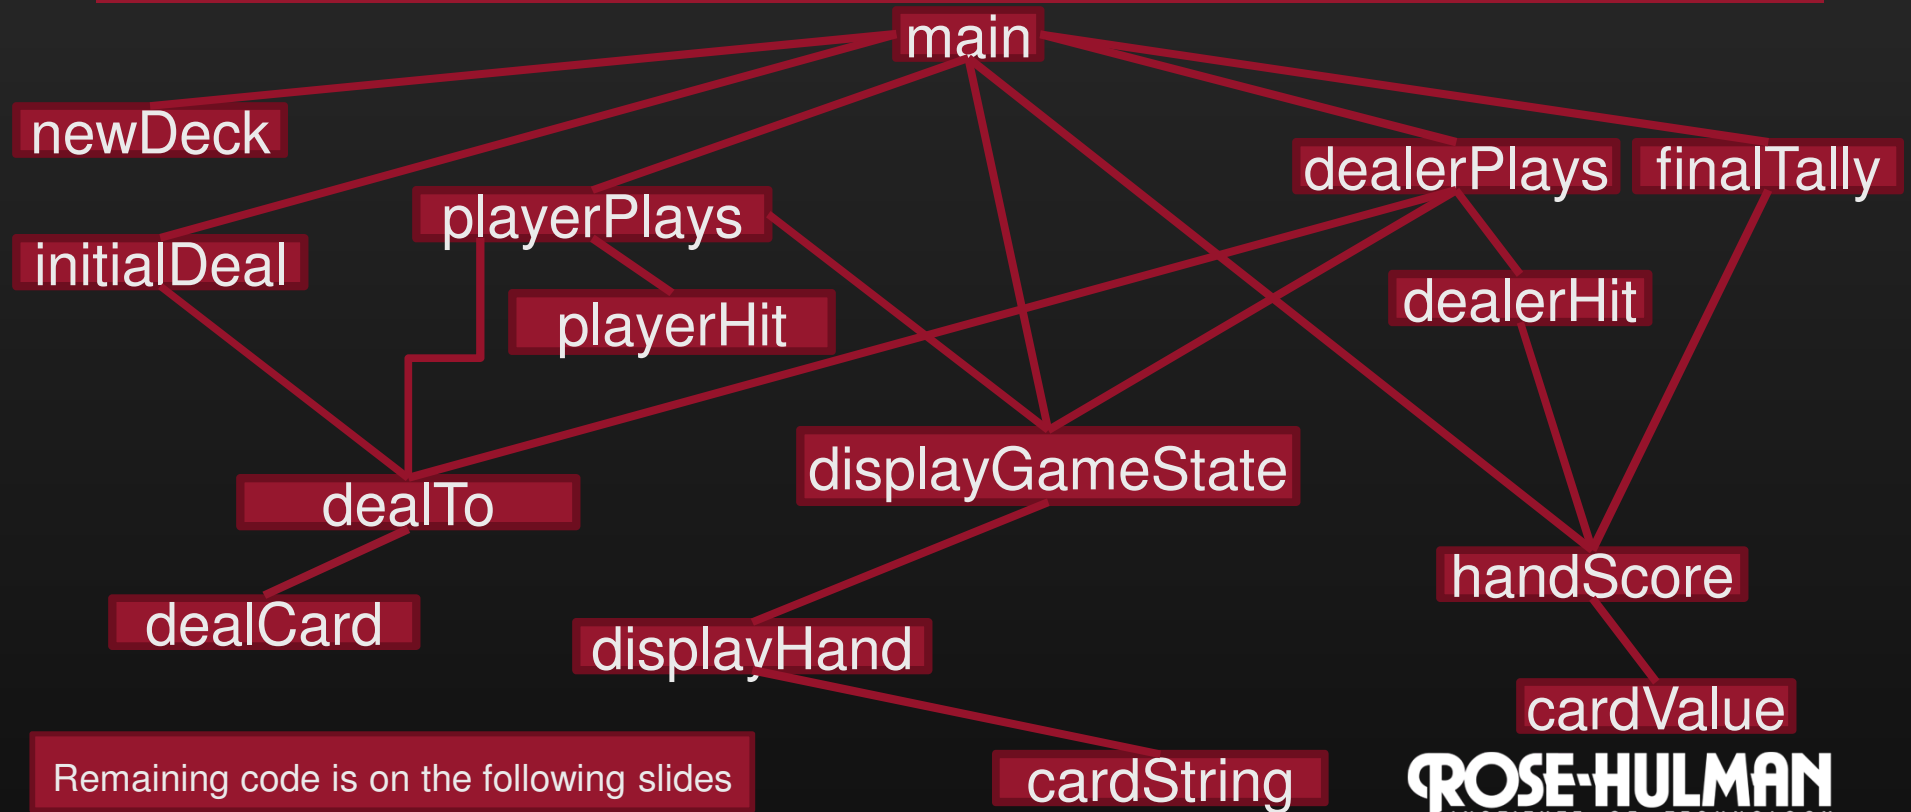 main
newDeck
dealerPlays
finalTally
playerPlays
initialDeal
dealerHit
playerHit
displayGameState
dealTo
handScore
dealCard
displayHand
cardValue
Remaining code is on the following slides
cardString
ROSE-HULMAN